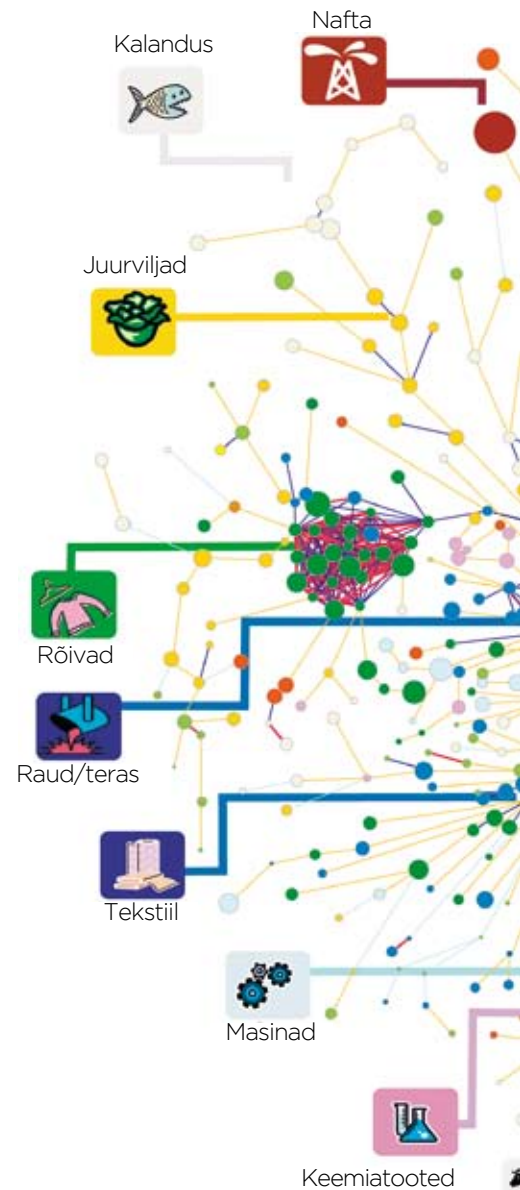 Nafta
Kalandus
Juurviljad
Rõivad
Raud/teras
Tekstiil
Masinad
Keemiatooted